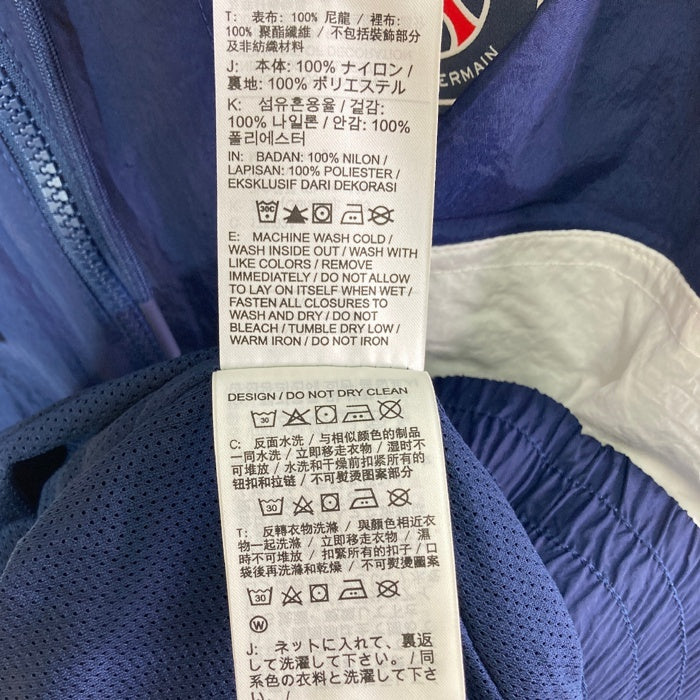 T: 表布: 100% 尼龍 / 裡布:
100% 聚酯纖維 / 不包括裝飾部分
及非紡織材料
J: 本体: 100% ナイロン /
裏地: 100% ポリエステル
K: 섬유혼용율 / 겉감:
100% 나일론 / 안감: 100%
폴리에스터
IN: BADAN: 100% NILON /
LAPISAN: 100% POLIESTER /
EKSKLUSIF DARI DEKORASI
30C
E: MACHINE WASH COLD /
WASH INSIDE OUT / WASH WITH
LIKE COLORS / REMOVE
IMMEDIATELY / DO NOT ALLOW
TO LAY ON ITSELF WHEN WET /
FASTEN ALL CLOSURES TO
WASH AND DRY / DO NOT
BLEACH / TUMBLE DRY LOW /
WARM IRON / DO NOT IRON
DESIGN / DO NOT DRY CLEAN
30
C: 反面水洗 / 与相似颜色的制品
一同水洗 / 立即移走衣物 / 湿时不
可堆放 / 水洗和干燥前扣紧所有的
钮扣和拉链 / 不可熨烫图案部分
30
T: 反轉衣物洗滌 / 與顏色相近衣
物一起洗滌 / 立即移走衣物 / 濕
時不可堆放 / 扣緊所有的扣子 / 口
袋後再洗滌和乾燥 / 不可熨燙圖案
30
W
J: ネットに入れて、裏返
して洗濯して下さい。/ 同
系色の衣類と洗濯して下さ
い。/
ERMAIN